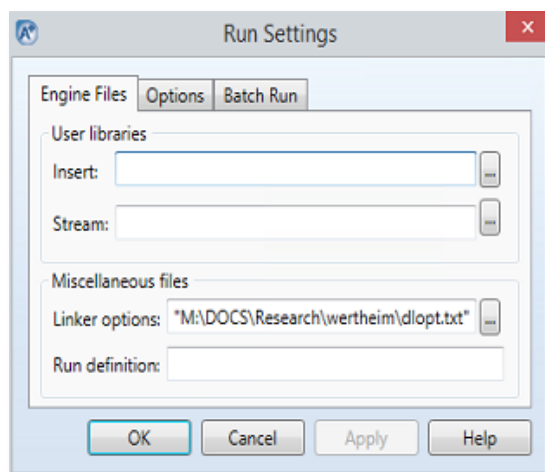 Run Settings
Engine Files Options Batch Run
User libraries
Insert: ...
Stream: ...
Miscellaneous files
Linker options: "M:\DOCS\Research\wertheim\dlopt.txt" ...
Run definition:
OK Cancel Apply Help